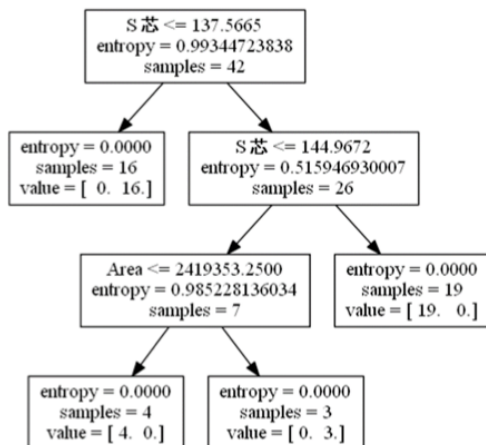 S 芯 <= 137.5665
entropy = 0.99344723838
samples = 42
entropy = 0.0000
samples = 16
value = [ 0. 16.]
S 芯 <= 144.9672
entropy = 0.515946930007
samples = 26
Area <= 2419353.2500
entropy = 0.985228136034
samples = 7
entropy = 0.0000
samples = 19
value = [ 19. 0.]
entropy = 0.0000
samples = 4
value = [ 4. 0.]
entropy = 0.0000
samples = 3
value = [ 0. 3.]